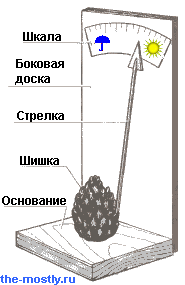 Шкала
Боковая
доска
Стрелка
Шишка
Основание
the-mostly.ru